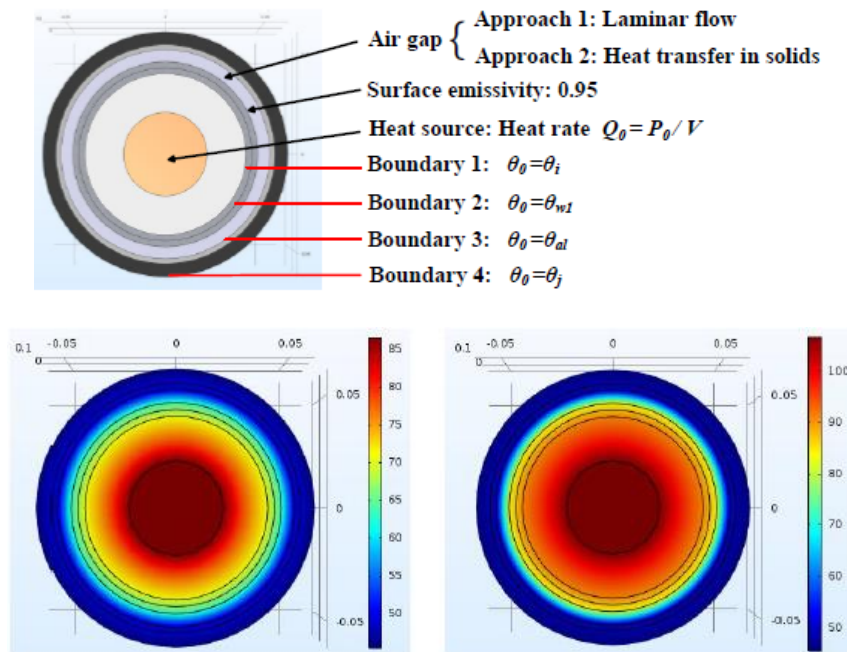 Approach 1: Laminar flow
Air gap {
Approach 2: Heat transfer in solids
Surface emissivity: 0.95
Heat source: Heat rate Q₀ = P₀ / V
Boundary 1: θ₀=θᵢ
Boundary 2: θ₀=θw1
Boundary 3: θ₀=θal
Boundary 4: θ₀=θⱼ
-0.05 0 0.05
0.1
0
85
80
75
70
65
60
55
50
0.05
0
-0.05
-0.05 0 0.05
0.1
0
100
90
80
70
60
50
0.05
0
-0.05